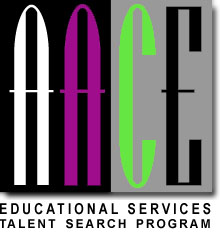 AACE
EDUCATIONAL SERVICES
TALENT SEARCH PROGRAM